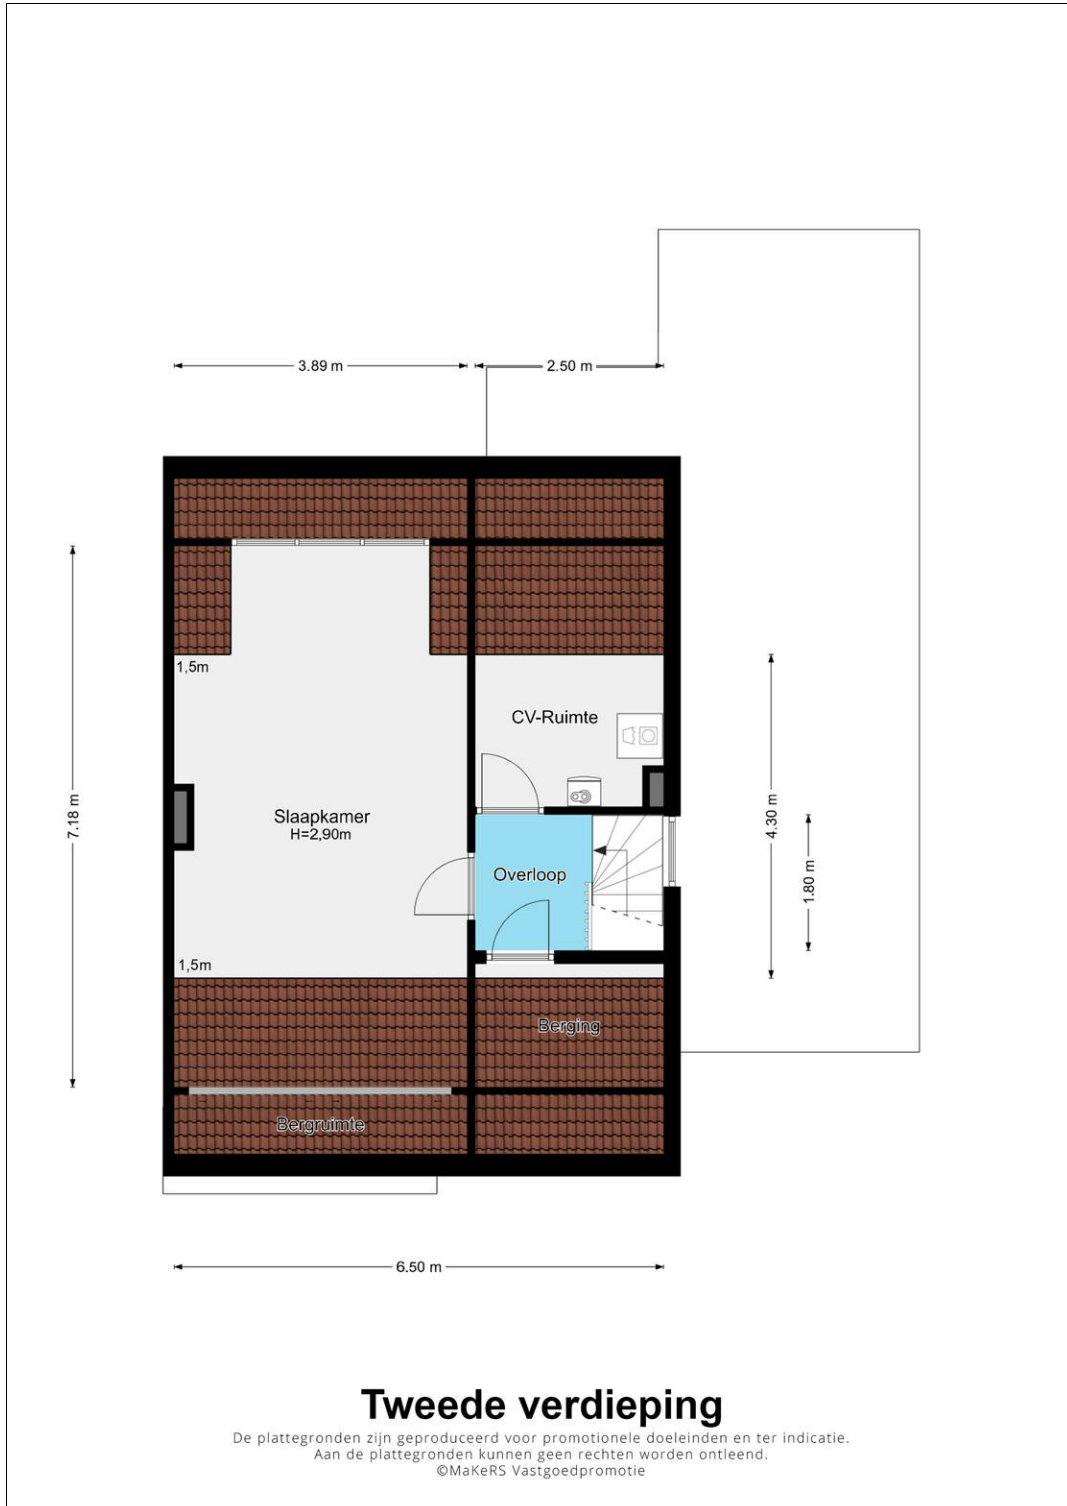 3.89 m
2.50 m
1,5m
CV-Ruimte
7.18 m
Slaapkamer
H=2,90m
4.30 m
1.80 m
Overloop
1,5m
Berging
Bergruimte
6.50 m
Tweede verdieping
De plattegronden zijn geproduceerd voor promotionele doeleinden en ter indicatie.
Aan de plattegronden kunnen geen rechten worden ontleend.
©MaKeRS Vastgoedpromotie